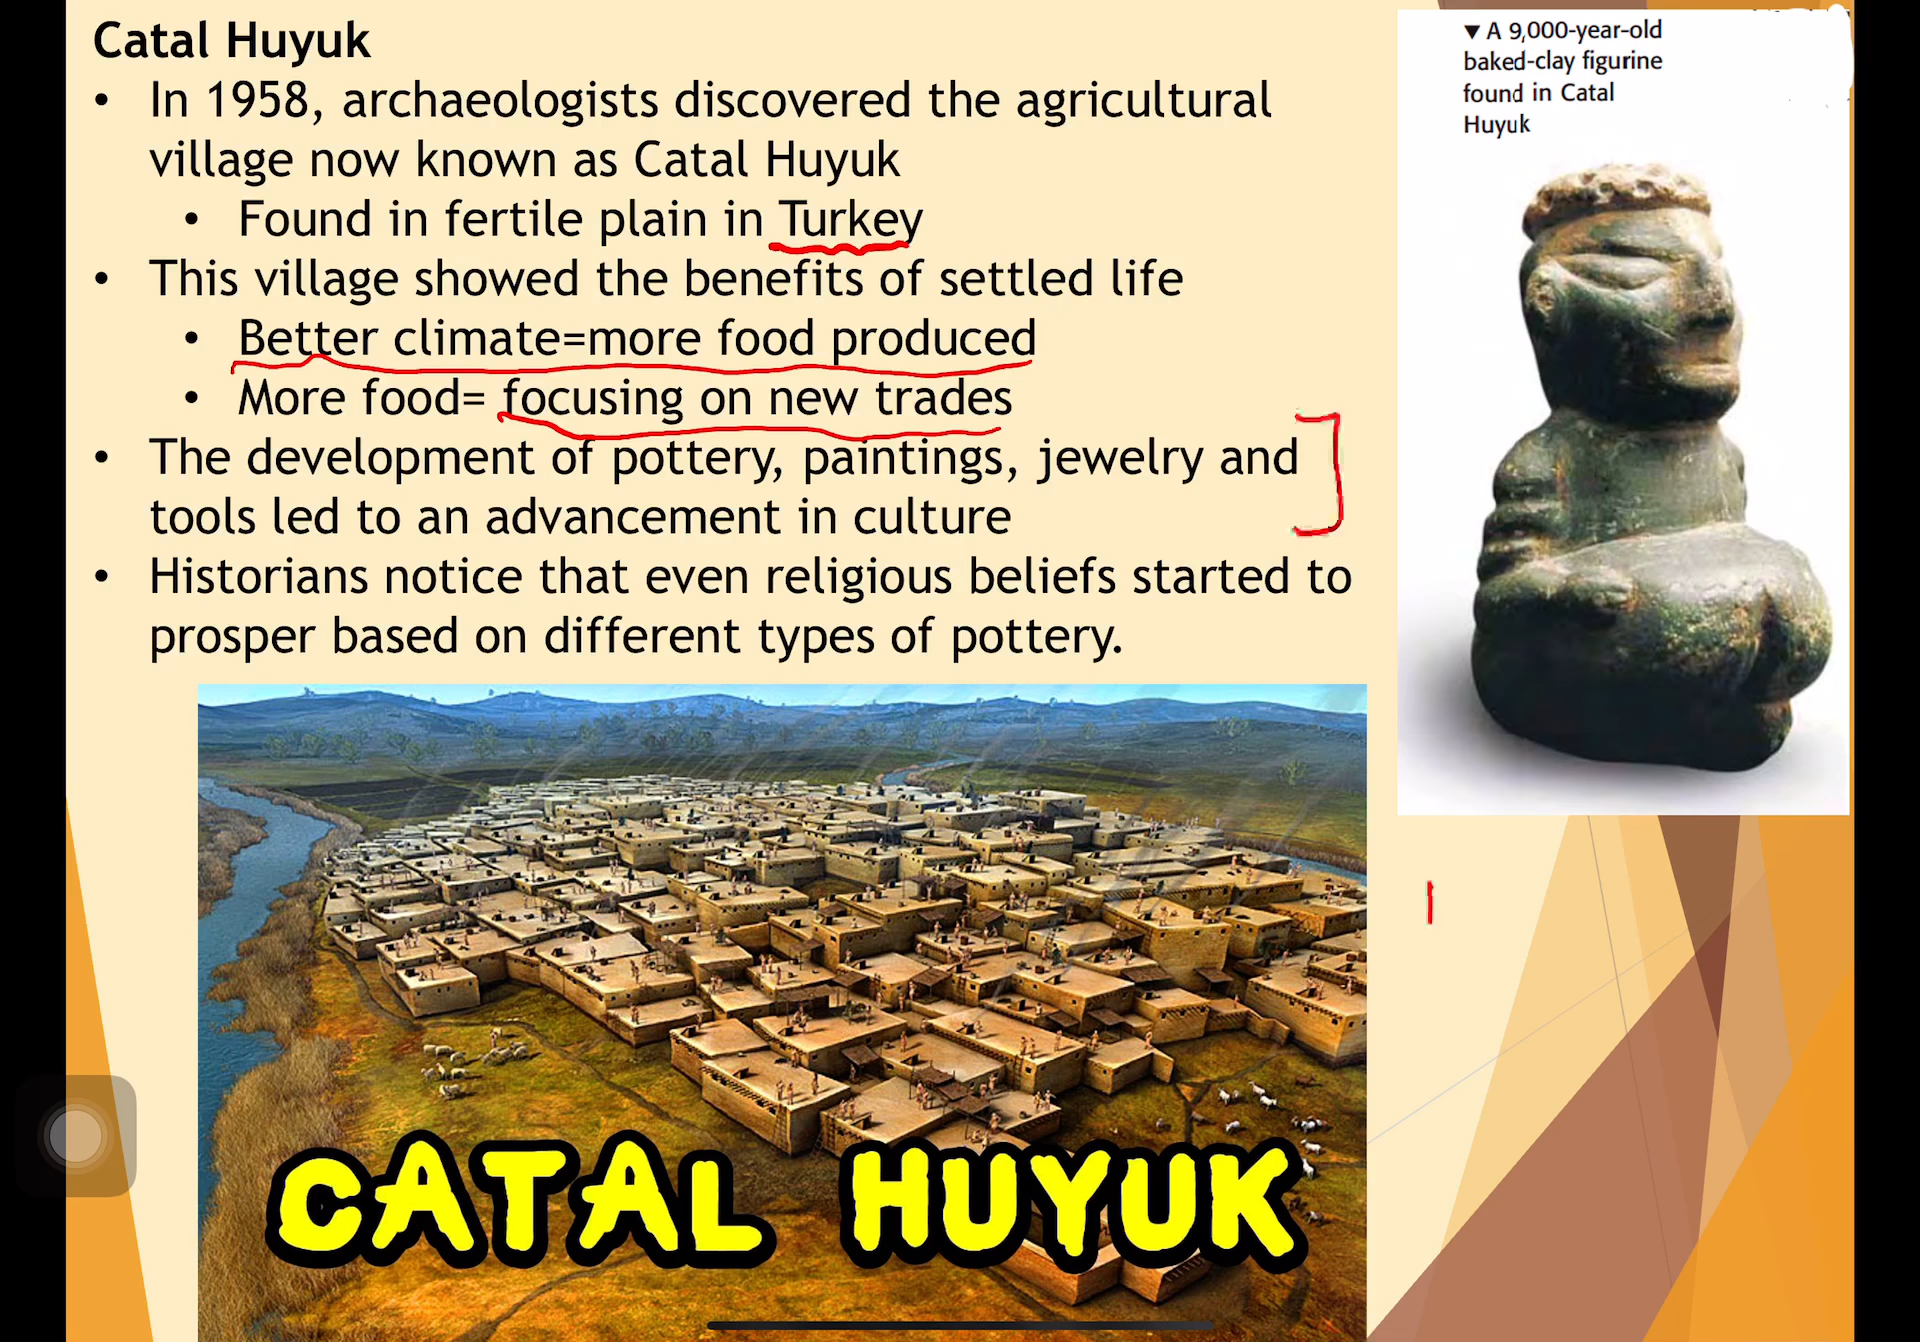 Catal Huyuk
• In 1958, archaeologists discovered the agricultural
village now known as Catal Huyuk
• Found in fertile plain in Turkey
• This village showed the benefits of settled life
• Better climate=more food produced
• More food= focusing on new trades
• The development of pottery, paintings, jewelry and
tools led to an advancement in culture
• Historians notice that even religious beliefs started to
prosper based on different types of pottery.
▼ A 9,000-year-old
baked-clay figurine
found in Catal
Huyuk
CATAL HUYUK